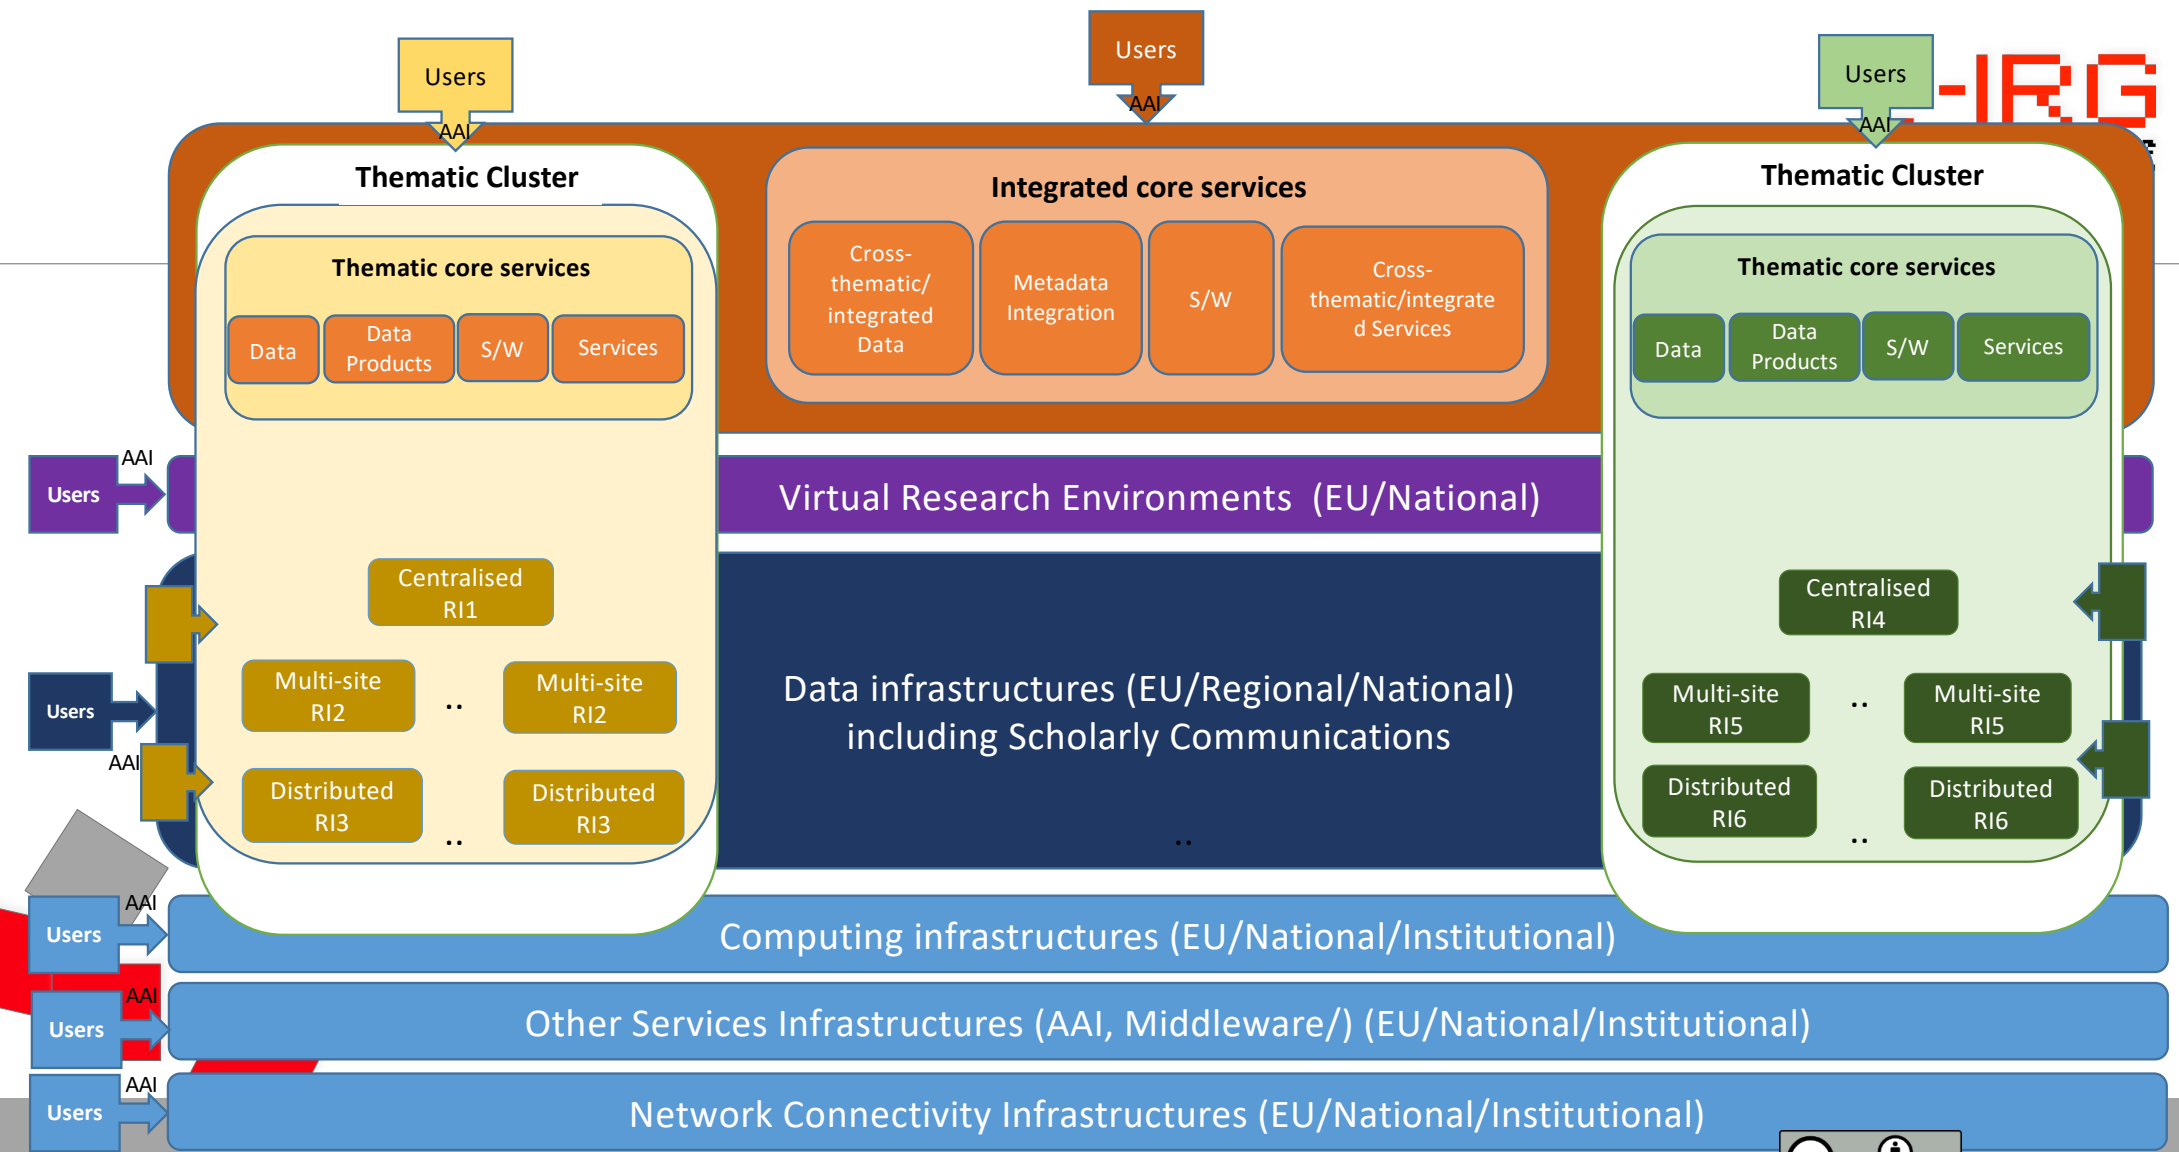 Users
AAI
Users
AAI
Users
AAI
-IRG
Thematic Cluster
Thematic core services
Data
Data
Products
S/W
Services
Integrated core services
Cross-
thematic/
integrated
Data
Metadada
Integration
S/W
Cross-
thematic/integrate
d Services
Thematic Cluster
Thematic core services
Data
Data
Products
S/W
Services
Users
AAI
Virtual Research Environments (EU/National)
Centralised
RI1
Multi-site
RI2
..
Multi-site
RI2
Distributed
RI3
..
Distributed
RI3
Users
AAI
Data infrastructures (EU/Regional/National)
including Scholarly Communications
..
Centralised
RI4
Multi-site
RI5
..
Multi-site
RI5
Distributed
RI6
..
Distributed
RI6
Users
AAI
Computing infrastructures (EU/National/Institutional)
Users
AAI
Other Services Infrastructures (AAI, Middleware/) (EU/National/Institutional)
Users
AAI
Network Connectivity Infrastructures (EU/National/Institutional)